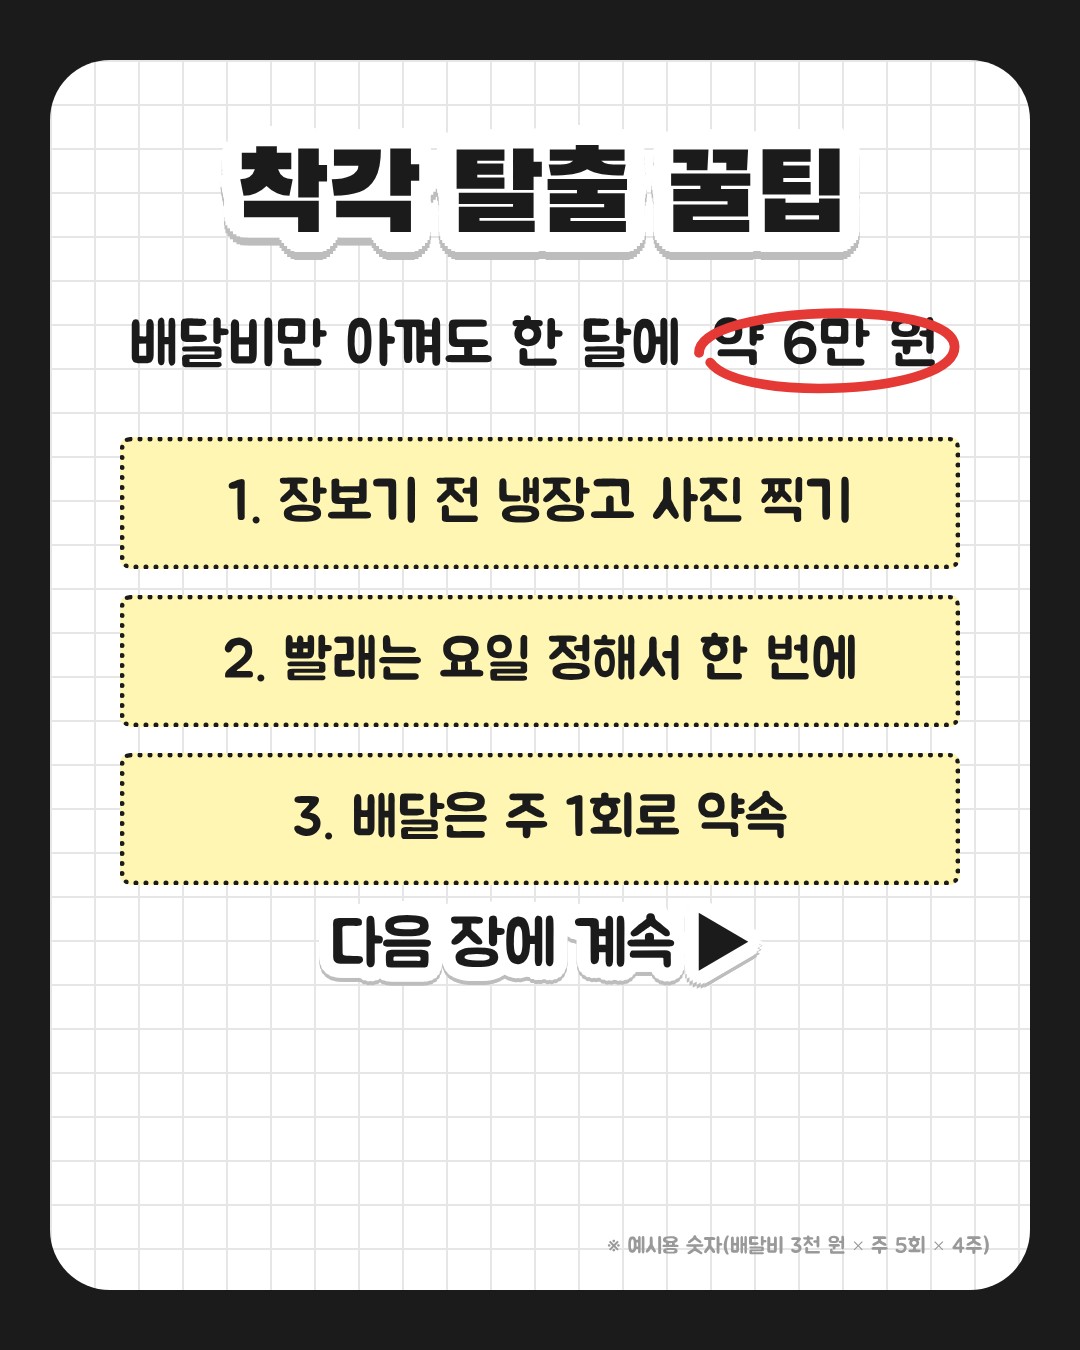 착각 탈출 꿀팁
배달비만 아껴도 한 달에 약 6만 원
1. 장보기 전 냉장고 사진 찍기
2. 빨래는 요일 정해서 한 번에
3. 배달은 주 1회로 약속
다음 장에 계속 ▶
※ 예시용 숫자(배달비 3천 원 × 주 5회 × 4주)